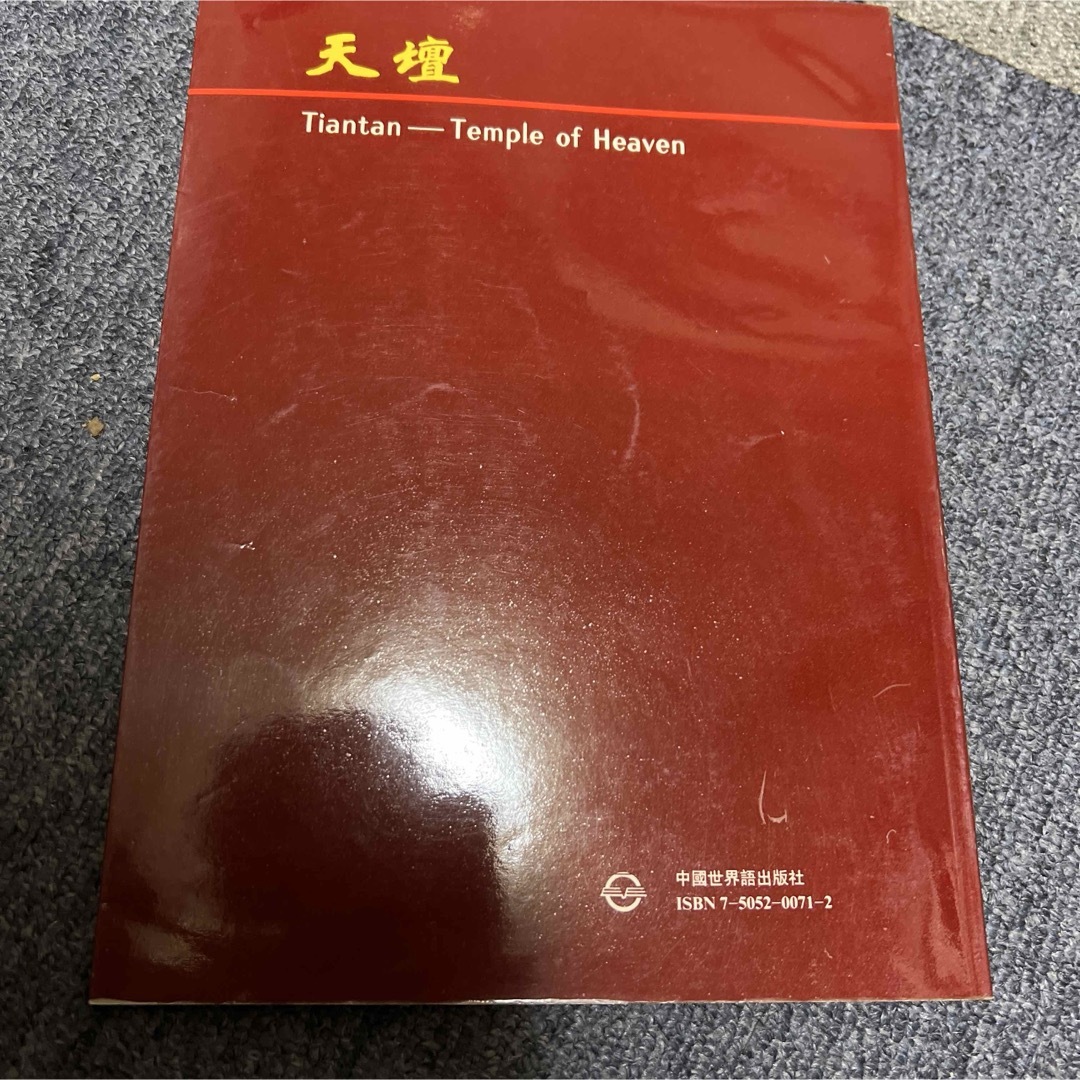 天壇
Tiantan — Temple of Heaven
中國世界語出版社
ISBN 7-5052-0071-2